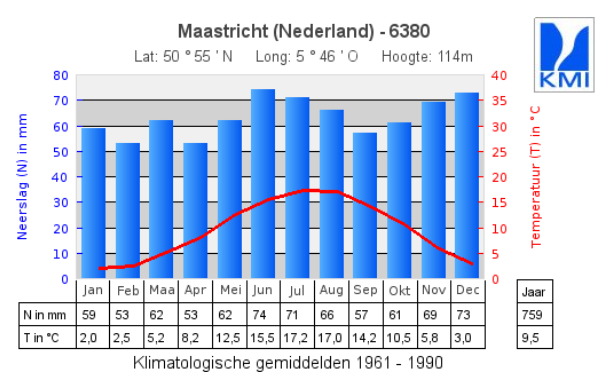 Maastricht (Nederland) - 6380
Lat: 50 ° 55 ' N Long: 5 ° 46 ' O Hoogte: 114m
KMI
Neerslag (N) in mm
80
70
60
50
40
30
20
10
0
40
35
30
25
20
15
10
5
0
Temperatuur (T) in °C
Jan Feb Maa Apr Mei Jun Jul Aug Sep Okt Nov Dec Jaar
N in mm 59 53 62 53 62 74 71 66 57 61 69 73 759
T in °C 2,0 2,5 5,2 8,2 12,5 15,5 17,2 17,0 14,2 10,5 5,8 3,0 9,5
Klimatologische gemiddelden 1961 - 1990